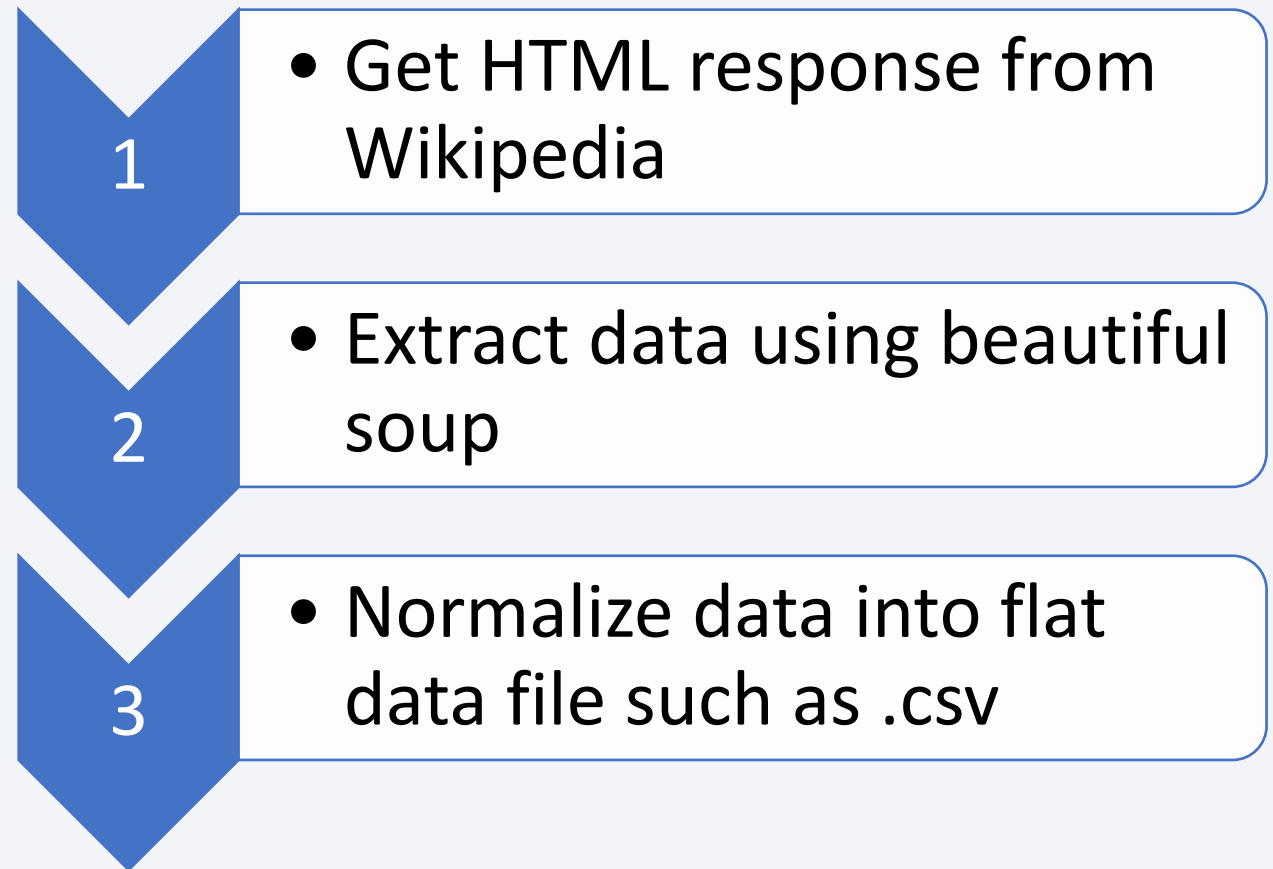 1
• Get HTML response from
Wikipedia
2
• Extract data using beautiful
soup
3
• Normalize data into flat
data file such as .csv